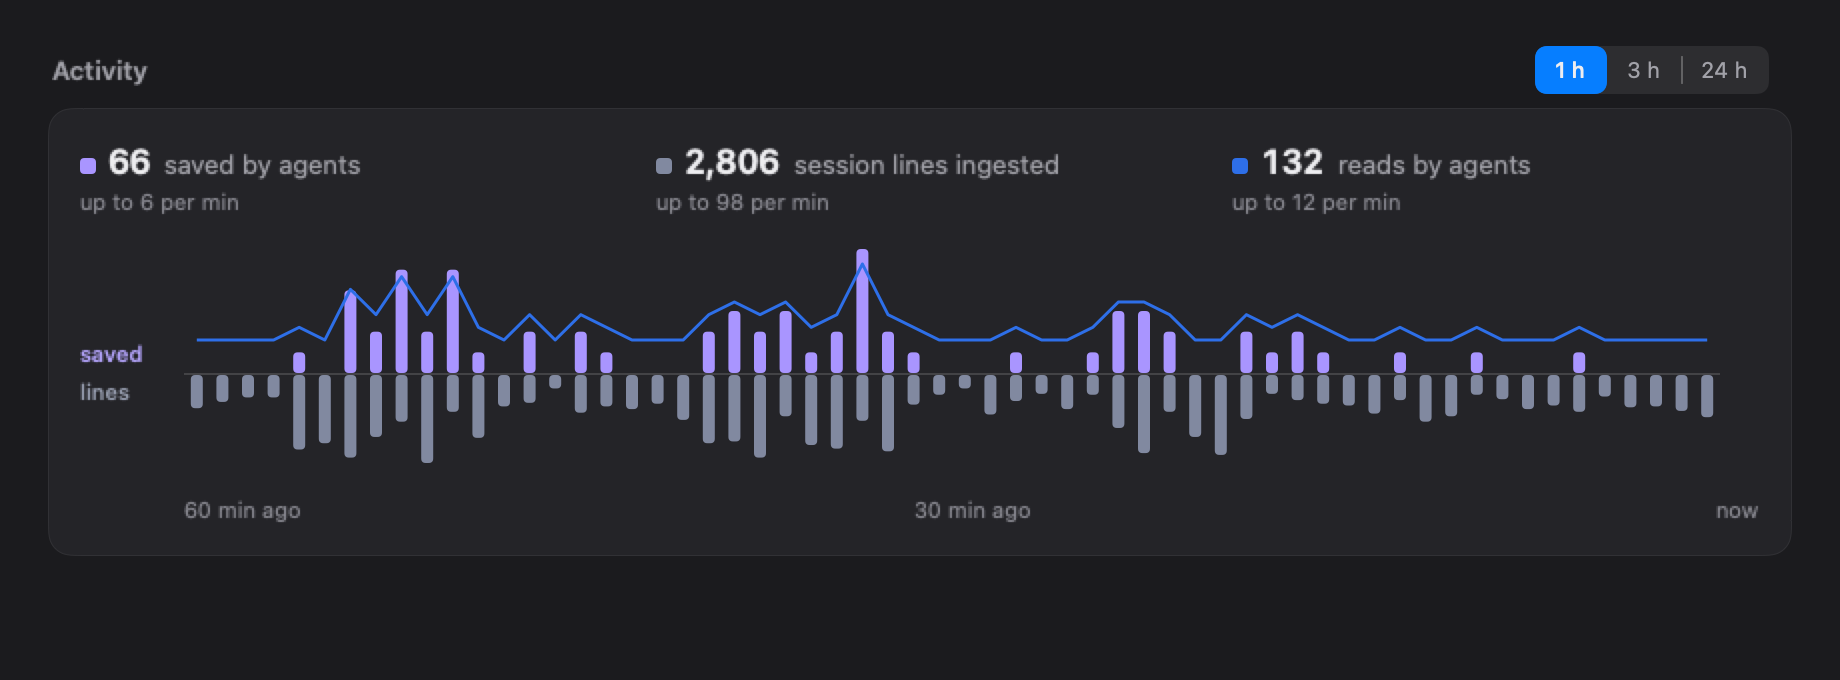 Activity
1 h 3 h 24 h
66 saved by agents
up to 6 per min
2,806 session lines ingested
up to 98 per min
132 reads by agents
up to 12 per min
saved
lines
60 min ago 30 min ago now